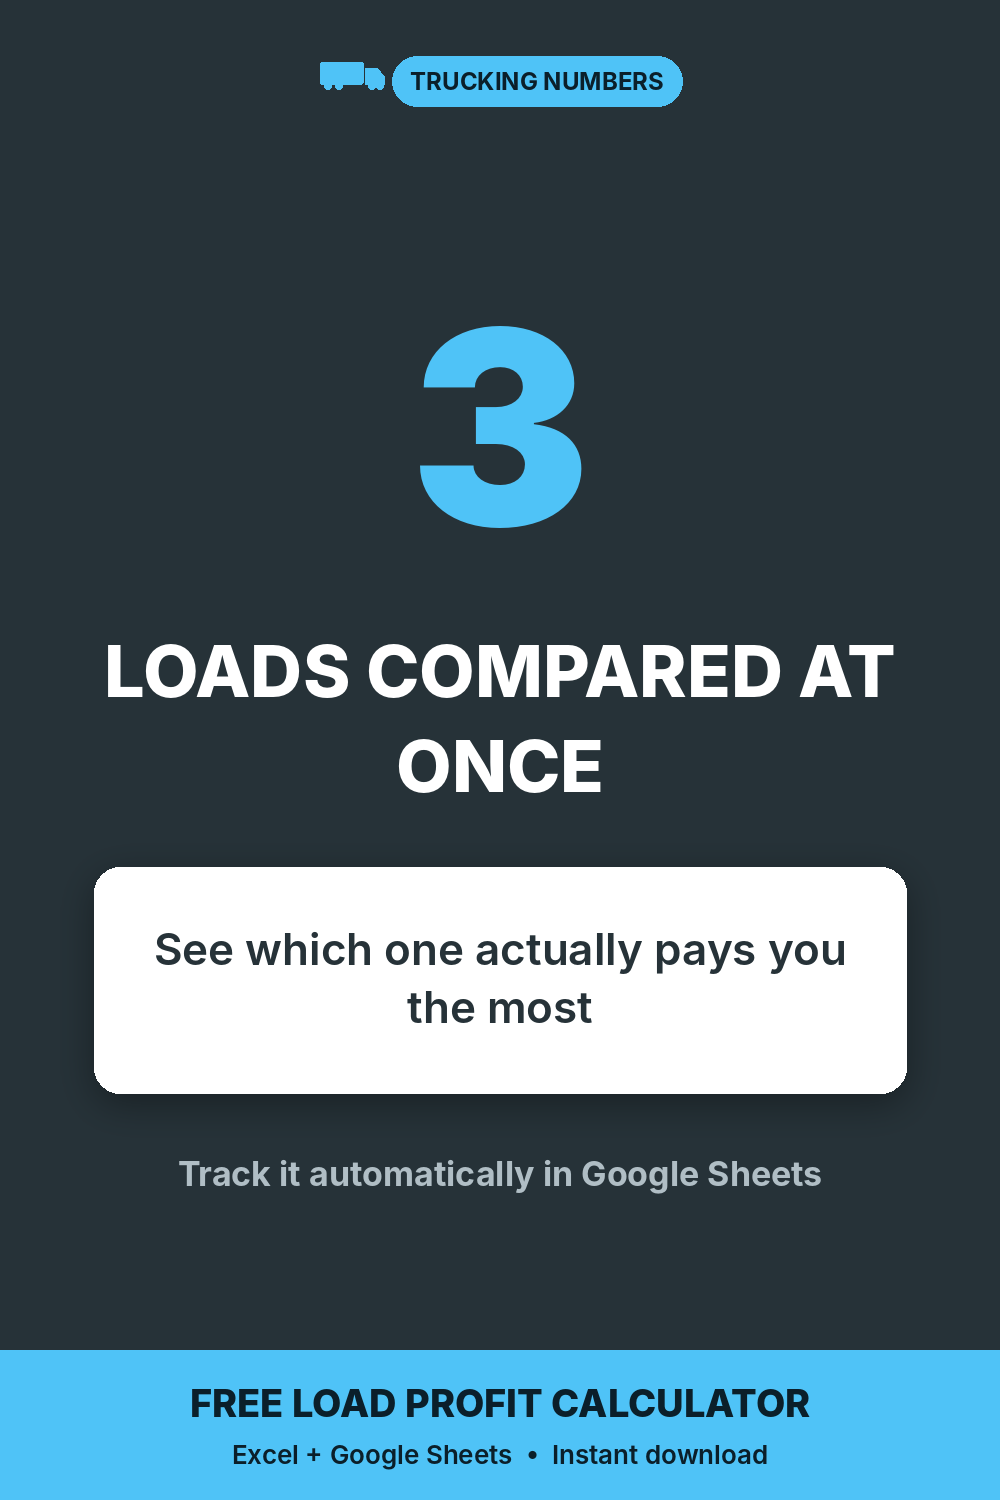 TRUCKING NUMBERS
3
LOADS COMPARED AT
ONCE
See which one actually pays you
the most
Track it automatically in Google Sheets
FREE LOAD PROFIT CALCULATOR
Excel + Google Sheets • Instant download